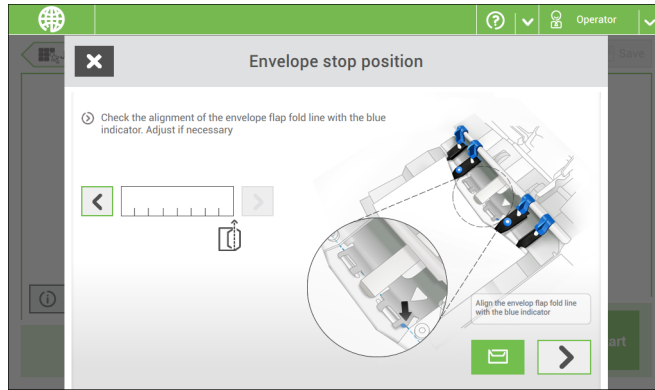 Operator
Save
Envelope stop position
Check the alignment of the envelope flap fold line with the blue
indicator. Adjust if necessary
Align the envelop flap fold line
with the blue indicator
art